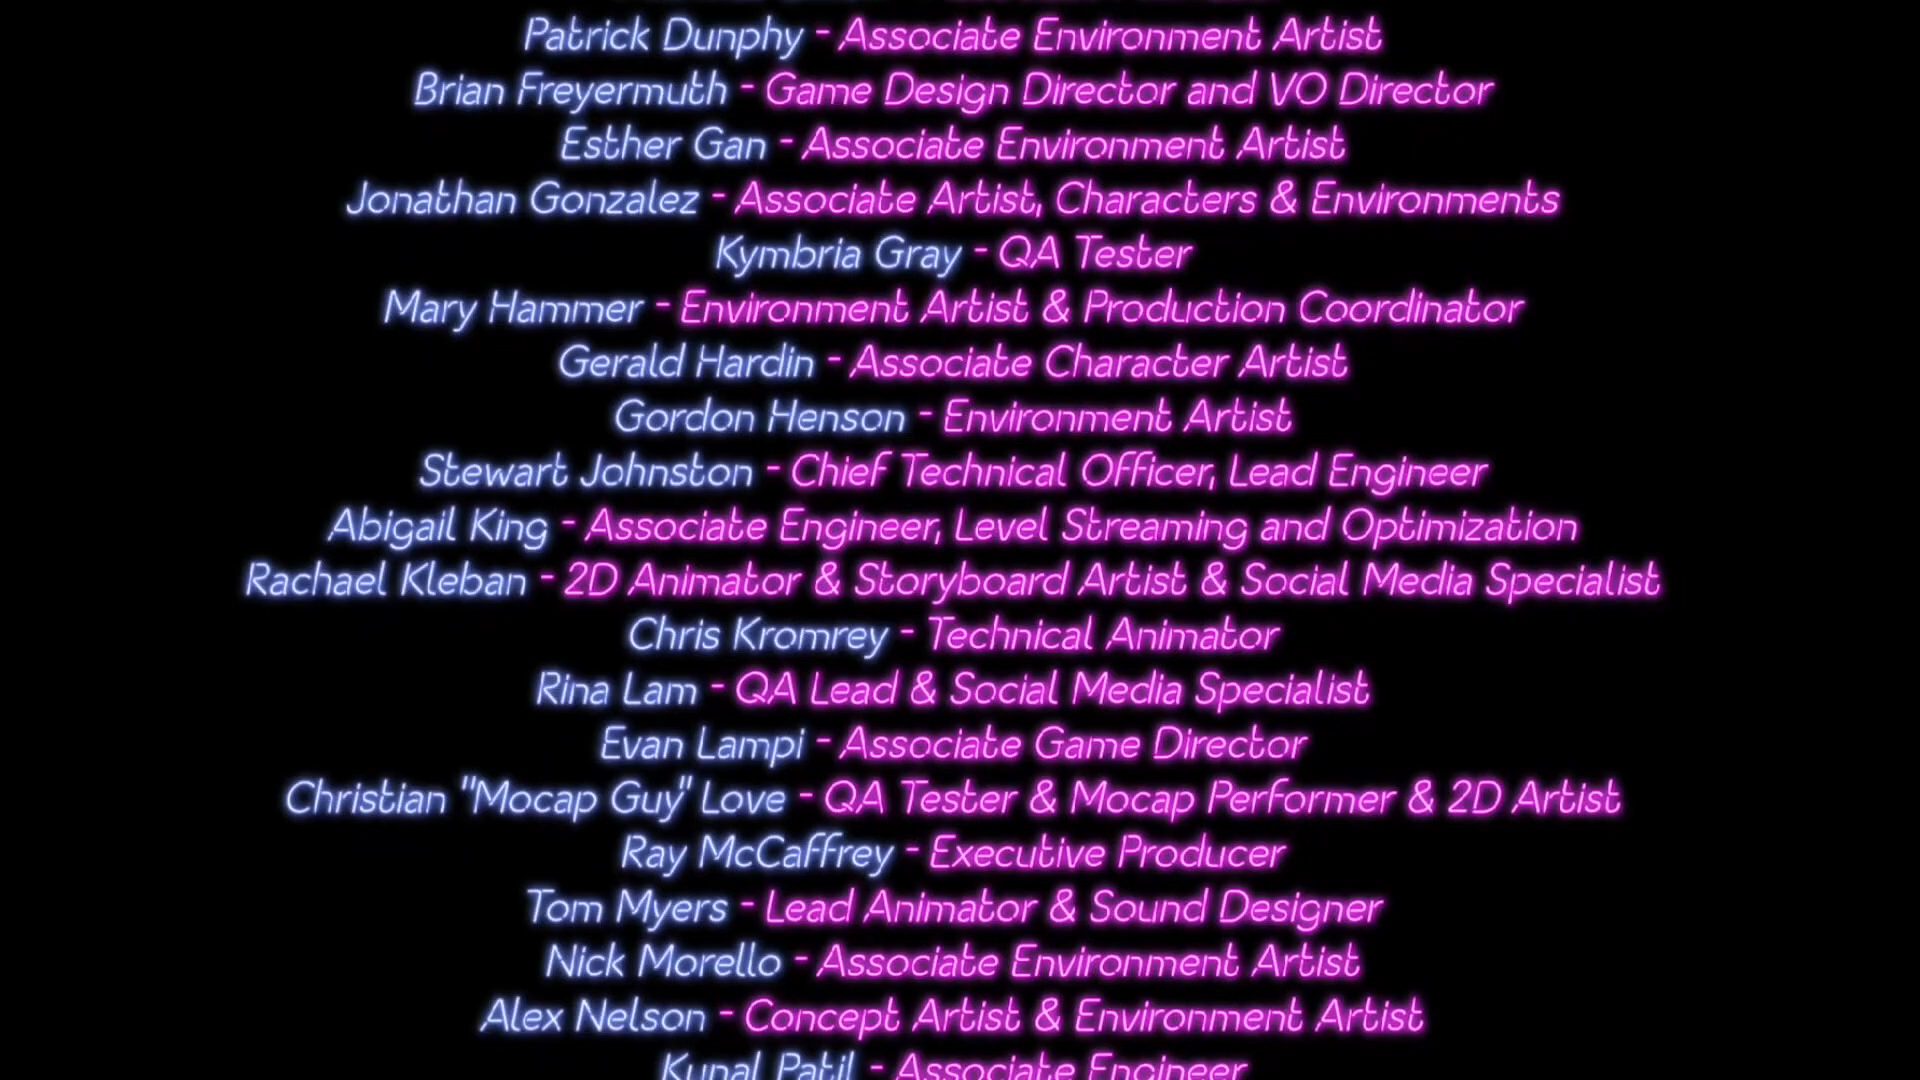 Patrick Dunphy - Associate Environment Artist
Brian Freyermuth - Game Design Director and VO Director
Esther Gan - Associate Environment Artist
Jonathan Gonzalez - Associate Artist, Characters & Environments
Kymbria Gray - QA Tester
Mary Hammer - Environment Artist & Production Coordinator
Gerald Hardin - Associate Character Artist
Gordon Henson - Environment Artist
Stewart Johnston - Chief Technical Officer, Lead Engineer
Abigail King - Associate Engineer, Level Streaming and Optimization
Rachael Kleban - 2D Animator & Storyboard Artist & Social Media Specialist
Chris Kromrey - Technical Animator
Rina Lam - QA Lead & Social Media Specialist
Evan Lampi - Associate Game Director
Christian "Mocap Guy" Love - QA Tester & Mocap Performer & 2D Artist
Ray McCaffrey - Executive Producer
Tom Myers - Lead Animator & Sound Designer
Nick Morello - Associate Environment Artist
Alex Nelson - Concept Artist & Environment Artist
Kunal Patil - Associate Engineer